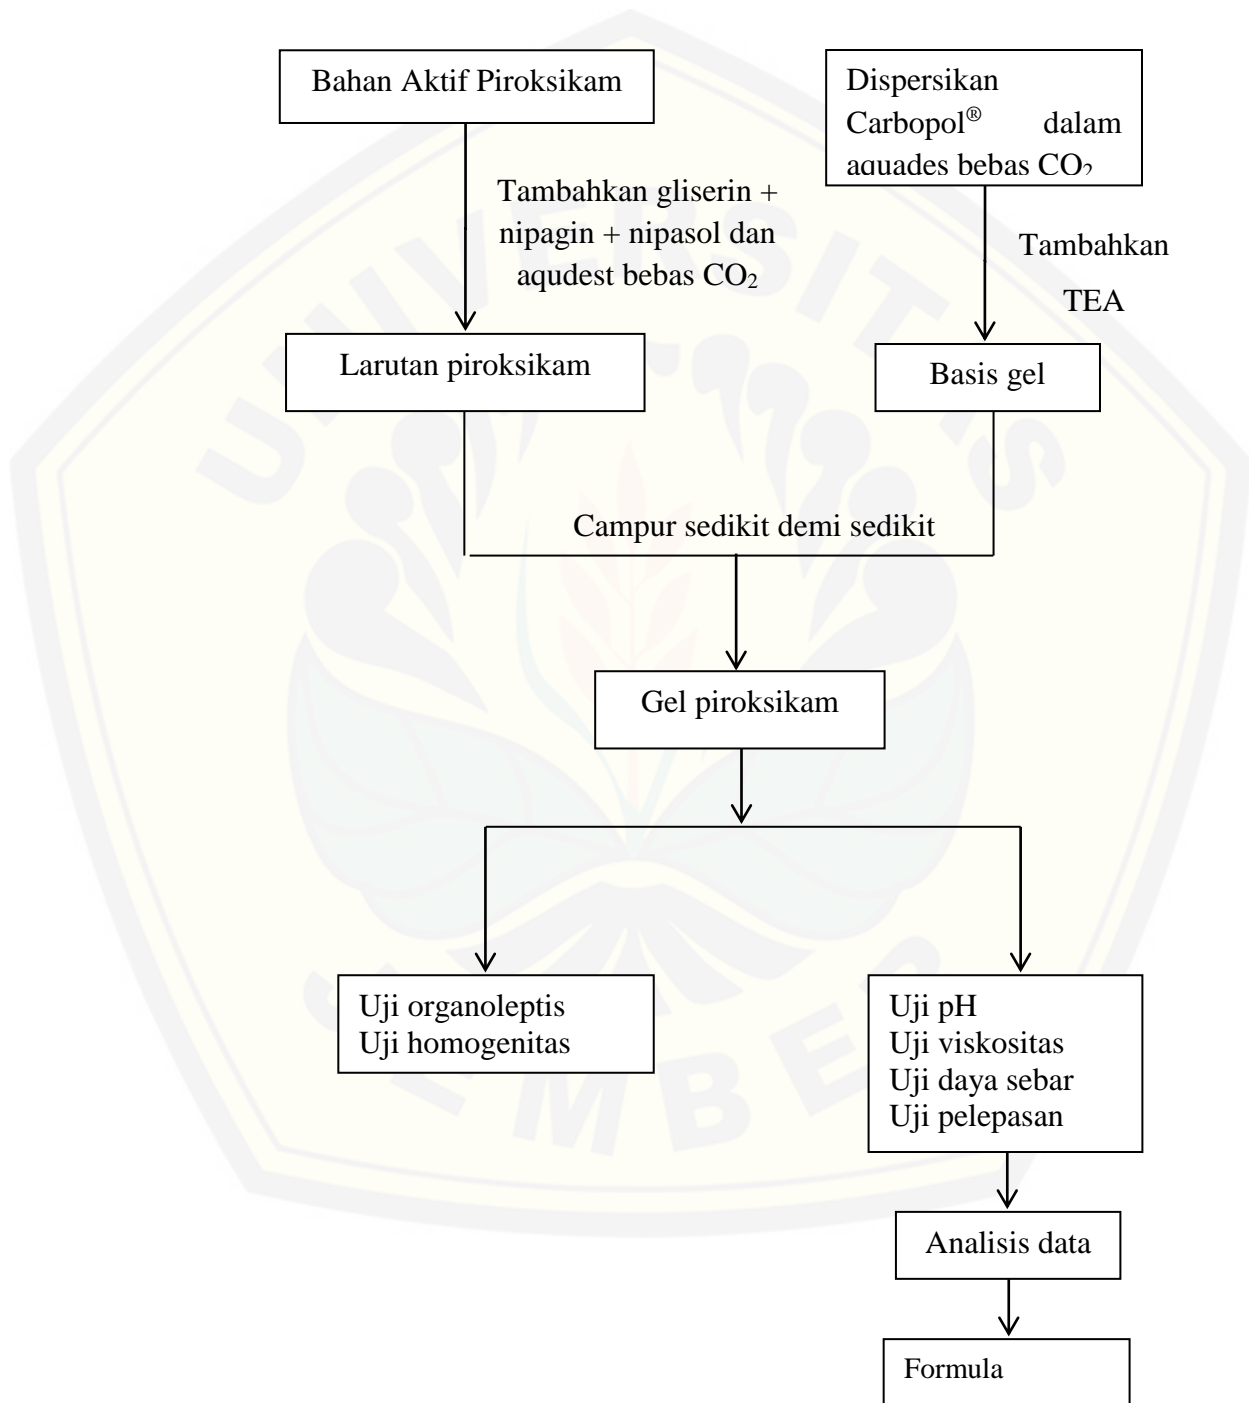 Bahan Aktif Piroksikam
Dispersikan
Carbopol® dalam
aquades bebas CO₂
Tambahkan gliserin +
nipagin + nipasol dan
aqudest bebas CO₂
Tambahkan
TEA
Larutan piroksikam
Basis gel
Campur sedikit demi sedikit
Gel piroksikam
Uji organoleptis
Uji homogenitas
Uji pH
Uji viskositas
Uji daya sebar
Uji pelepasan
Analisis data
Formula
UNIVERSITAS
JEMBER